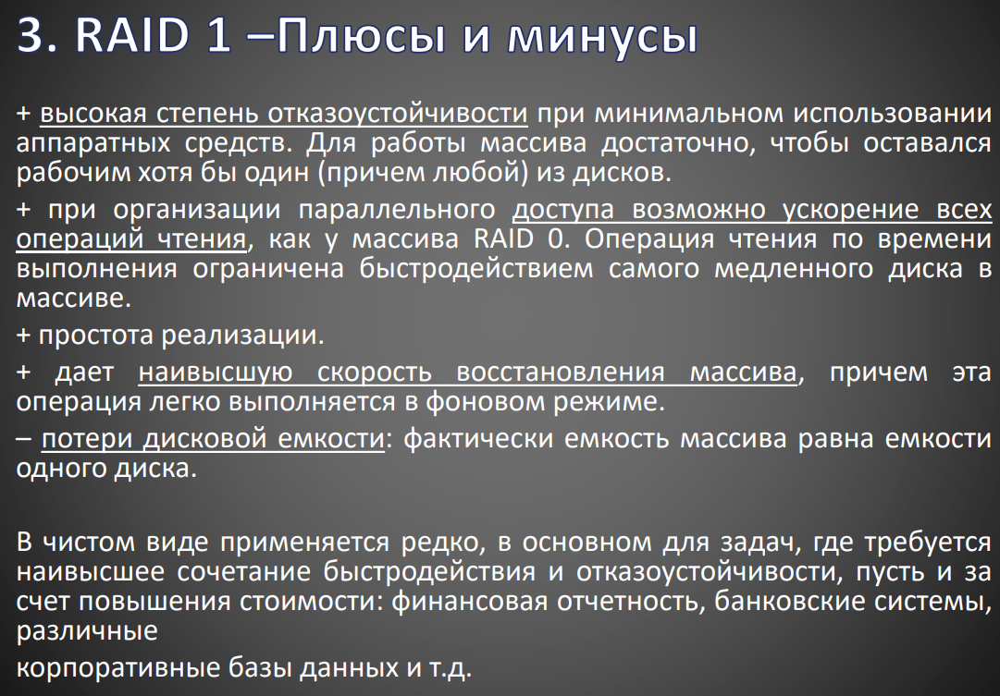 3. RAID 1 –Плюсы и минусы
+ высокая степень отказоустойчивости при минимальном использовании
аппаратных средств. Для работы массива достаточно, чтобы оставался
рабочим хотя бы один (причем любой) из дисков.
+ при организации параллельного доступа возможно ускорение всех
операций чтения, как у массива RAID 0. Операция чтения по времени
выполнения ограничена быстродействием самого медленного диска в
массиве.
+ простота реализации.
+ дает наивысшую скорость восстановления массива, причем эта
операция легко выполняется в фоновом режиме.
– потери дисковой емкости: фактически емкость массива равна емкости
одного диска.
В чистом виде применяется редко, в основном для задач, где требуется
наивысшее сочетание быстродействия и отказоустойчивости, пусть и за
счет повышения стоимости: финансовая отчетность, банковские системы,
различные
корпоративные базы данных и т.д.